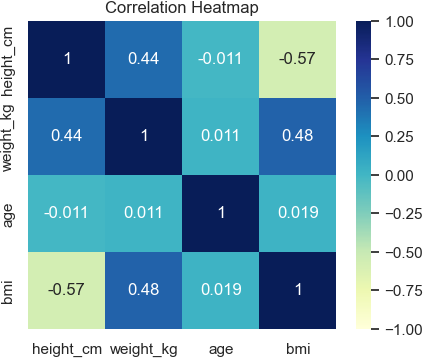 Correlation Heatmap
height_cm
1
0.44
-0.011
-0.57
weight_kg
0.44
1
0.011
0.48
age
-0.011
0.011
1
0.019
bmi
-0.57
0.48
0.019
1
height_cm
weight_kg
age
bmi
1.00
0.75
0.50
0.25
0.00
−0.25
−0.50
−0.75
−1.00